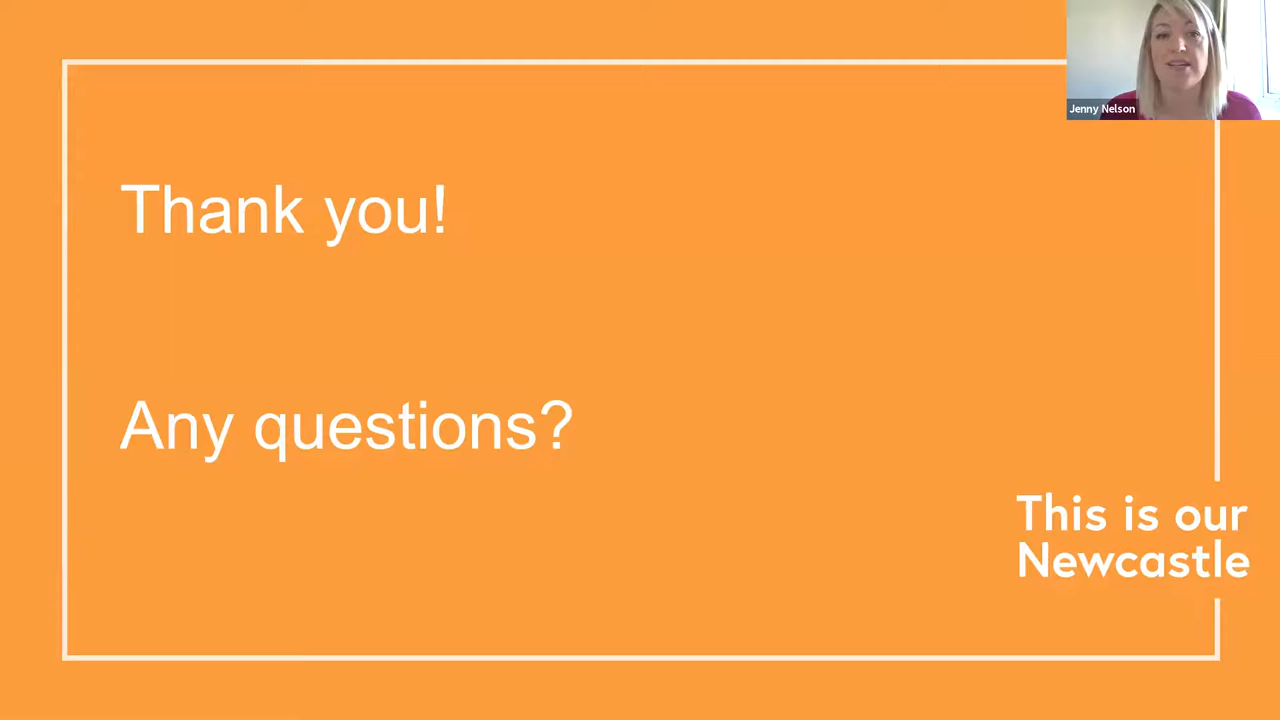 Jenny Nelson
Thank you!
Any questions?
This is our
Newcastle